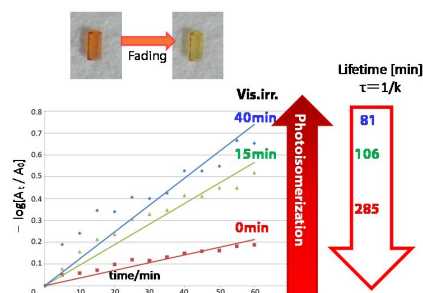 Fading
Lifetime [min]
τ=1/k
Vis.irr.
40min
15min
0min
Photoisomerization
81
106
285
− log[At / A0]
0.8
0.7
0.6
0.5
0.4
0.3
0.2
0.1
0
time/min
10
20
30
40
50
60